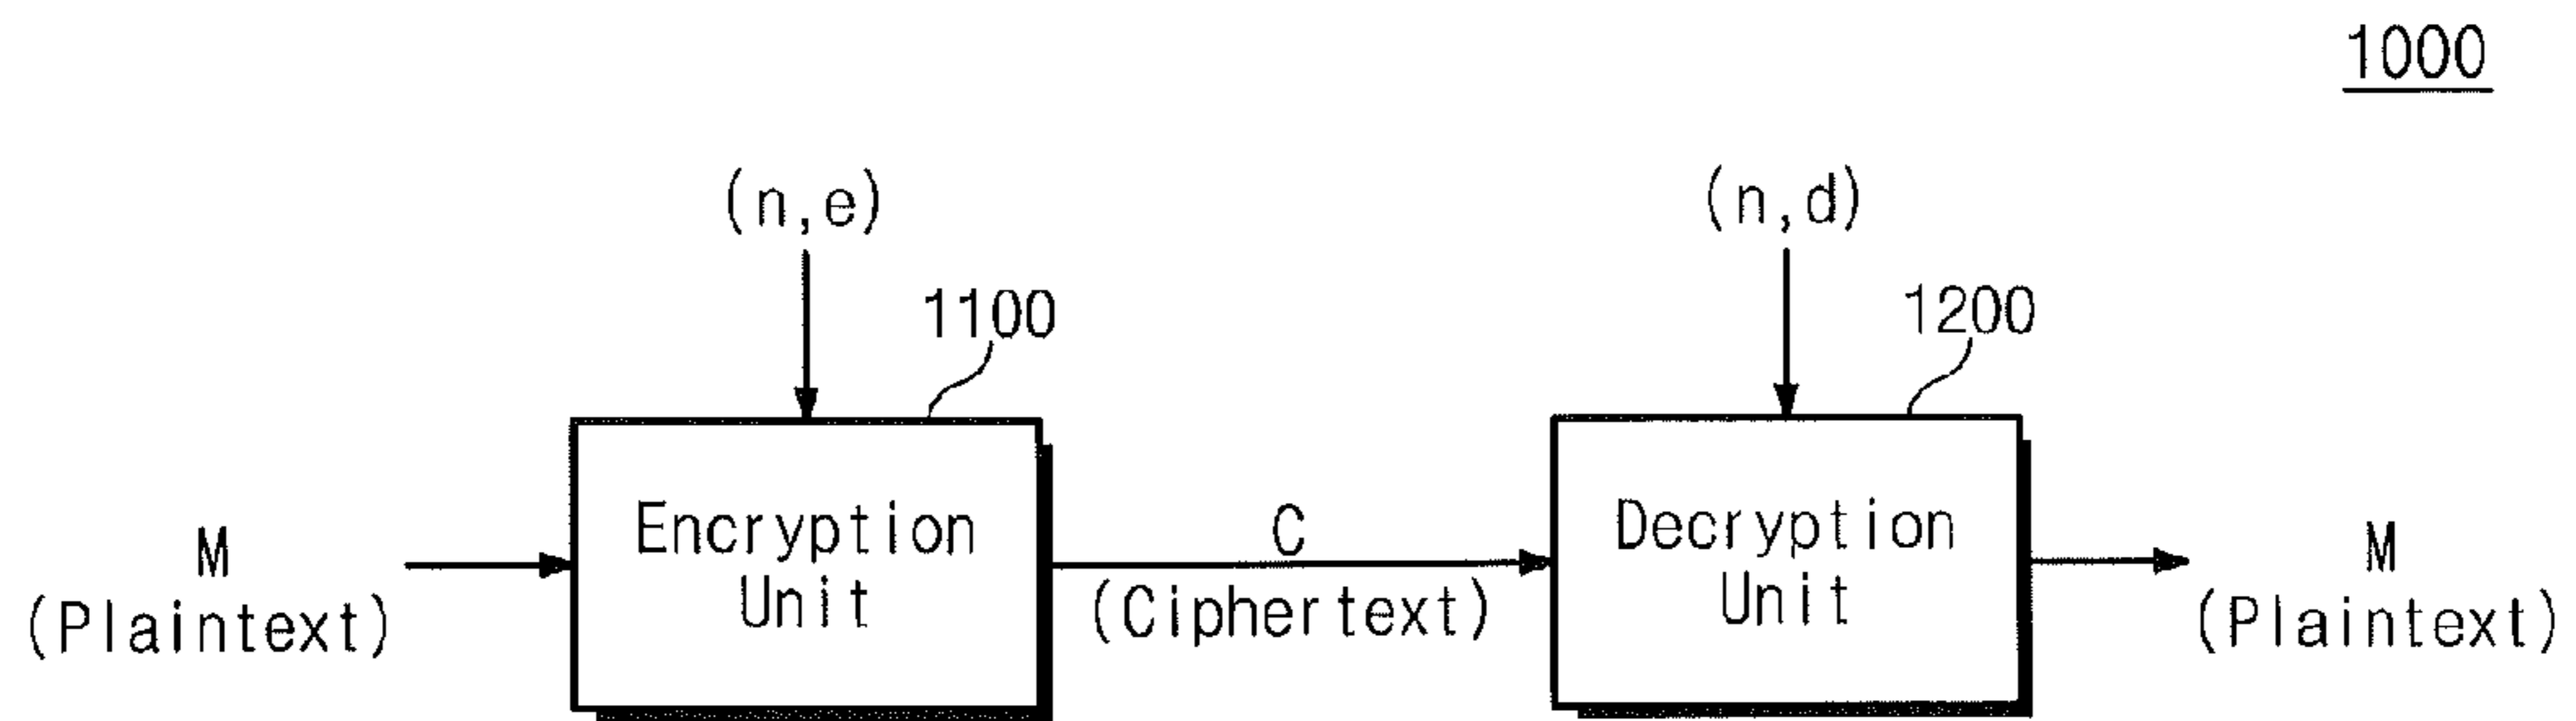 1000
(n,e)
(n,d)
1100
1200
M
(Plaintext)
Encryption
Unit
C
(Ciphertext)
Decryption
Unit
M
(Plaintext)